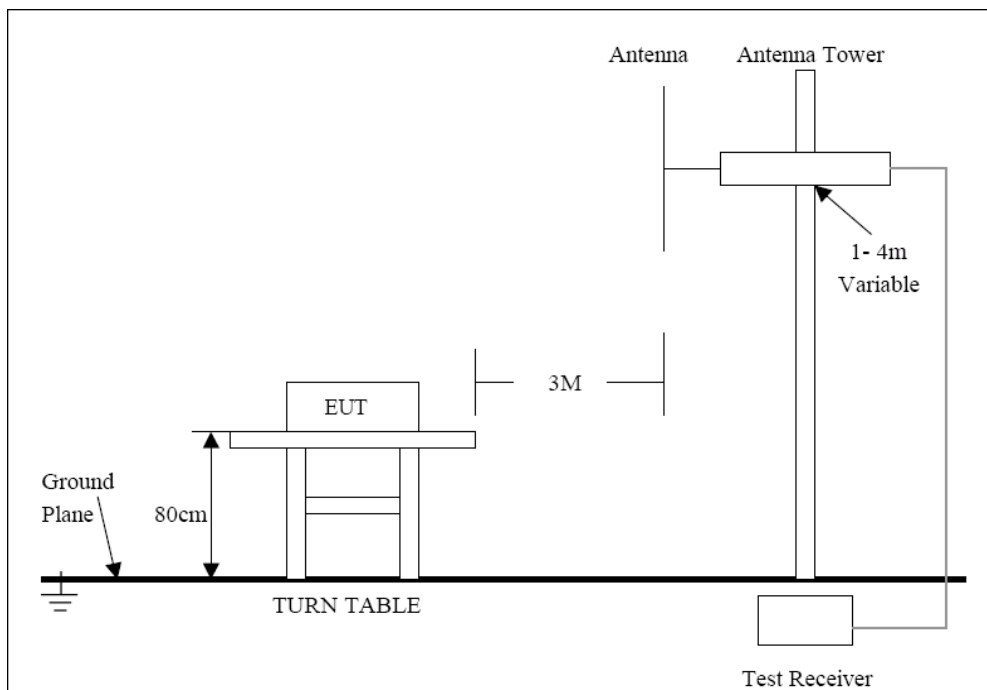 Antenna
Antenna Tower
1- 4m
Variable
3M
EUT
Ground
Plane
80cm
TURN TABLE
Test Receiver